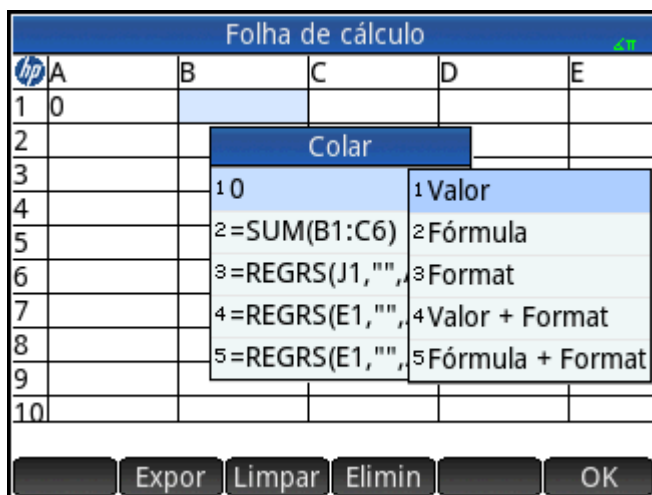 Folha de cálculo
∠π
hp A B C D E
1 0
2
3
4
5
6
7
8
9
10
Colar
1 0
2 =SUM(B1:C6)
3 =REGRS(J1,"",
4 =REGRS(E1,"",
5 =REGRS(E1,"",
1 Valor
2 Fórmula
3 Format
4 Valor + Format
5 Fórmula + Format
Expor Limpar Elimin OK